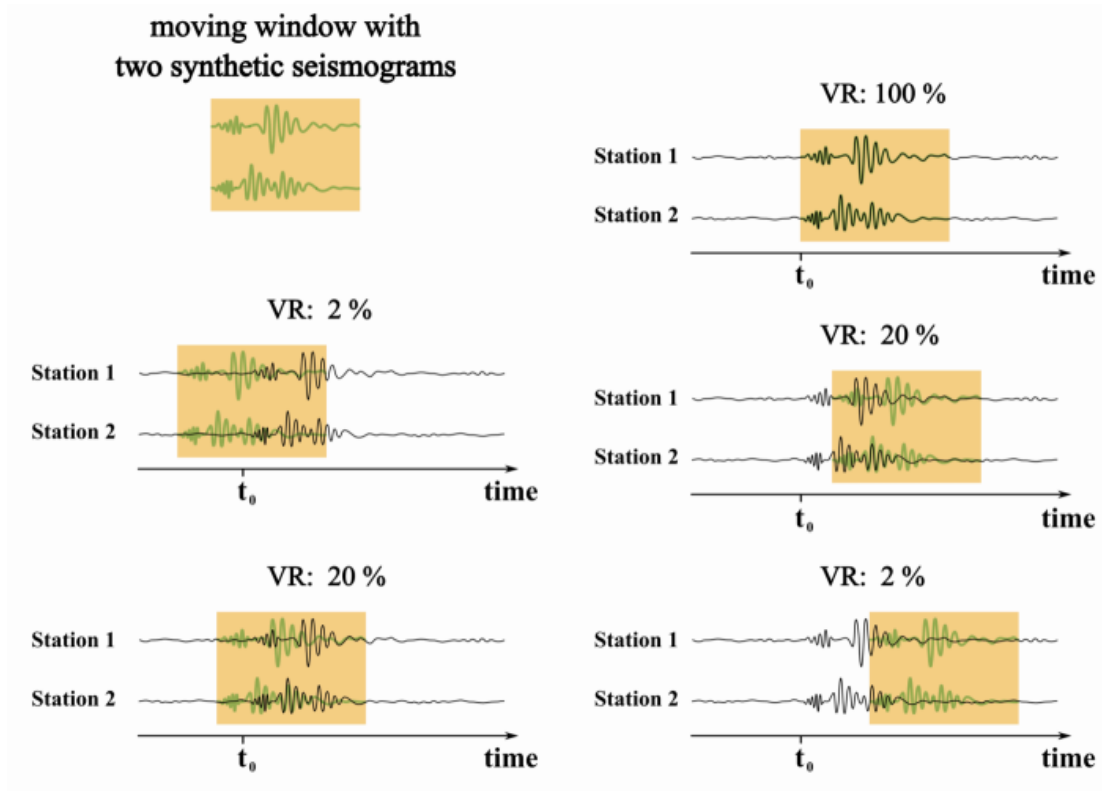 moving window with
two synthetic seismograms
VR: 2 %
Station 1
Station 2
t₀
time
VR: 20 %
Station 1
Station 2
t₀
time
VR: 100 %
Station 1
Station 2
t₀
time
VR: 20 %
Station 1
Station 2
t₀
time
VR: 2 %
Station 1
Station 2
t₀
time